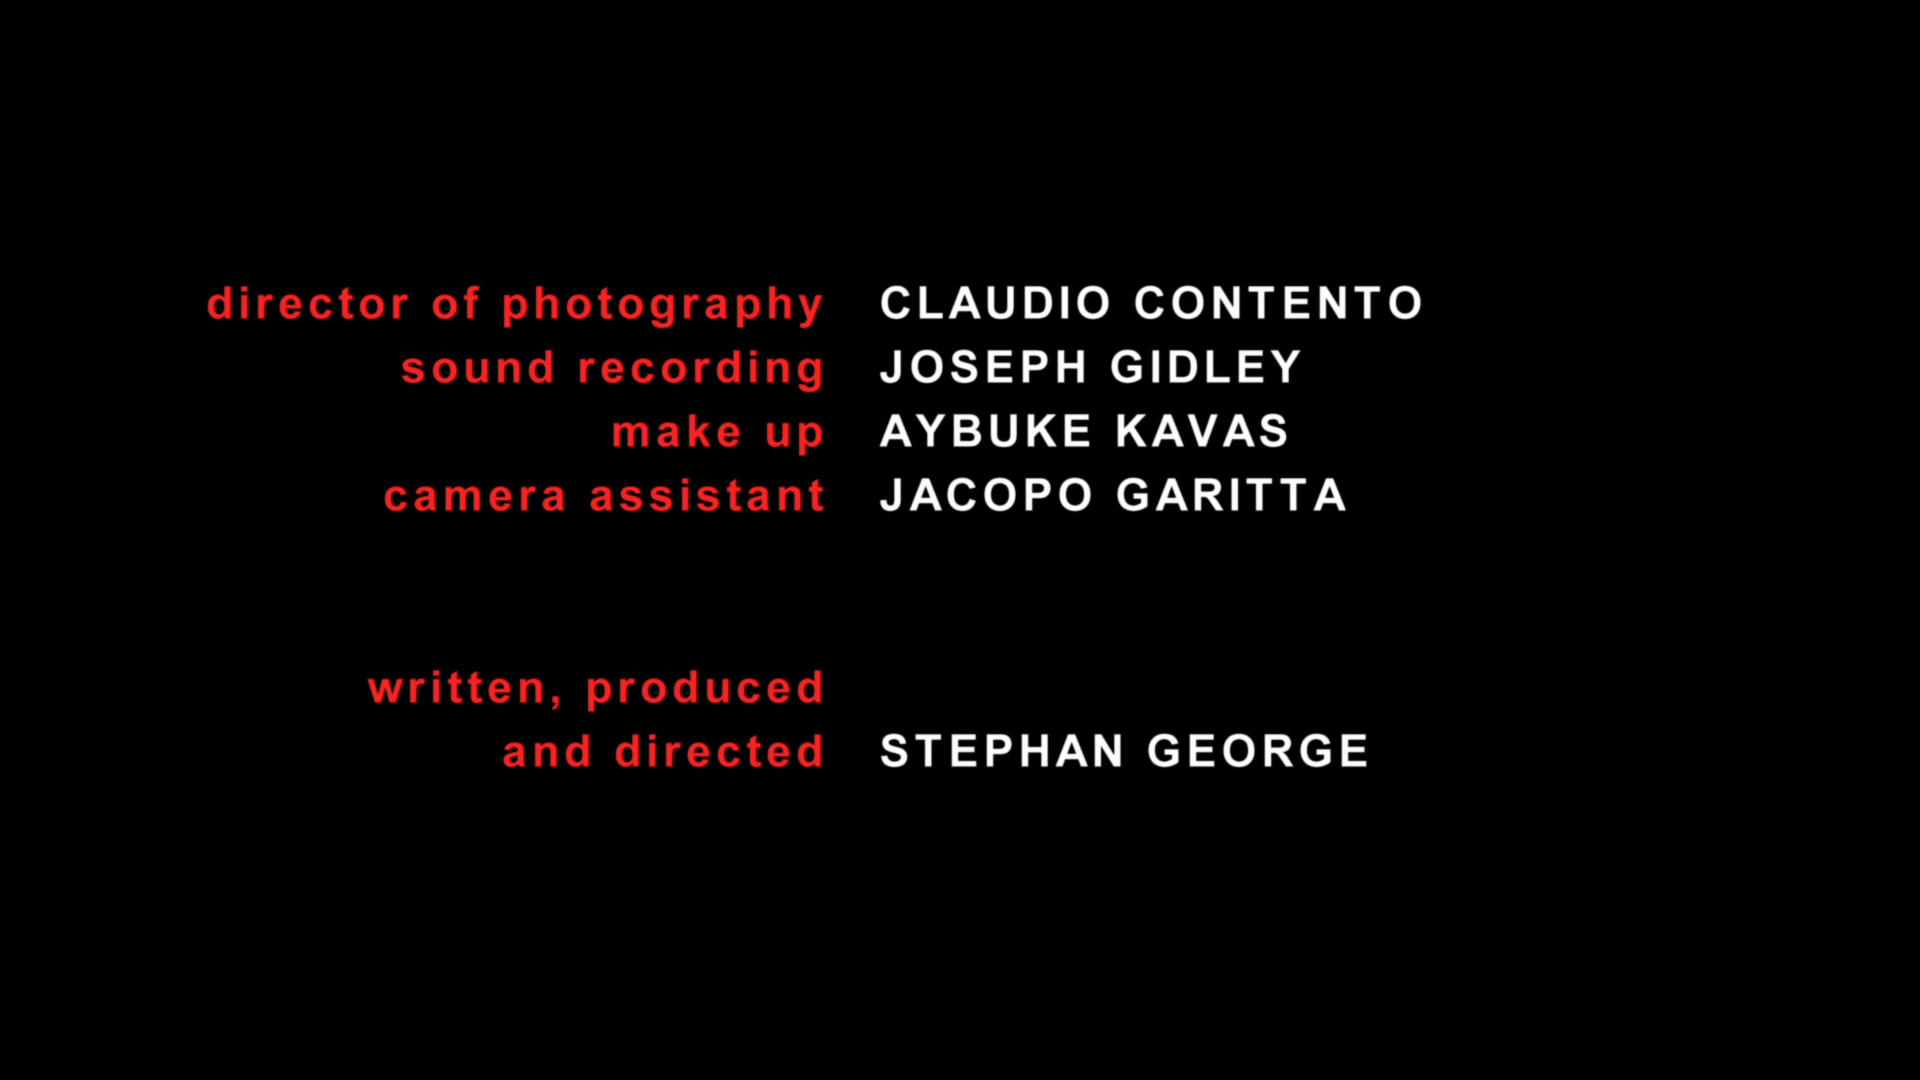 director of photography CLAUDIO CONTENTO
sound recording JOSEPH GIDLEY
make up AYBUKE KAVAS
camera assistant JACOPO GARITTA
written, produced
and directed STEPHAN GEORGE